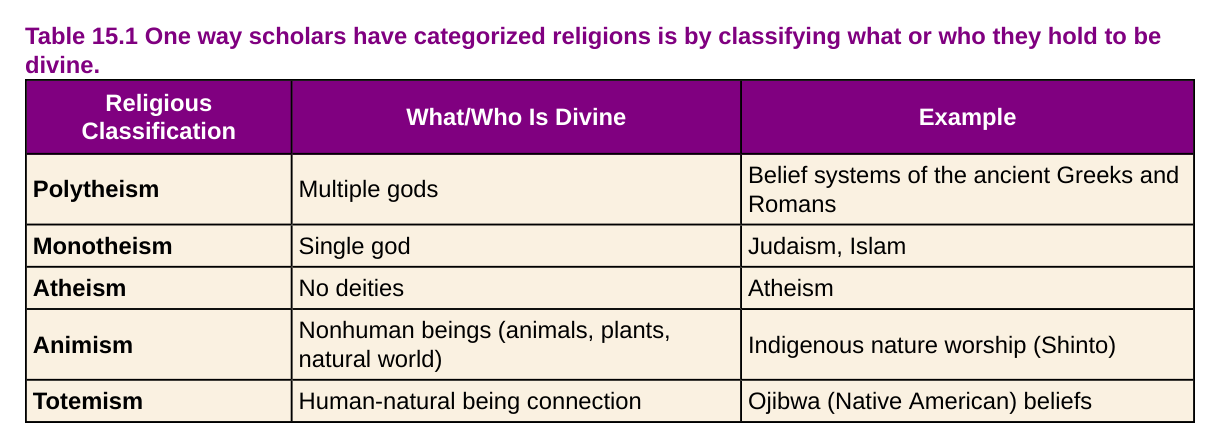 Table 15.1 One way scholars have categorized religions is by classifying what or who they hold to be
divine.
Religious
Classification
What/Who Is Divine
Example
Polytheism
Multiple gods
Belief systems of the ancient Greeks and
Romans
Monotheism
Single god
Judaism, Islam
Atheism
No deities
Atheism
Animism
Nonhuman beings (animals, plants,
natural world)
Indigenous nature worship (Shinto)
Totemism
Human-natural being connection
Ojibwa (Native American) beliefs